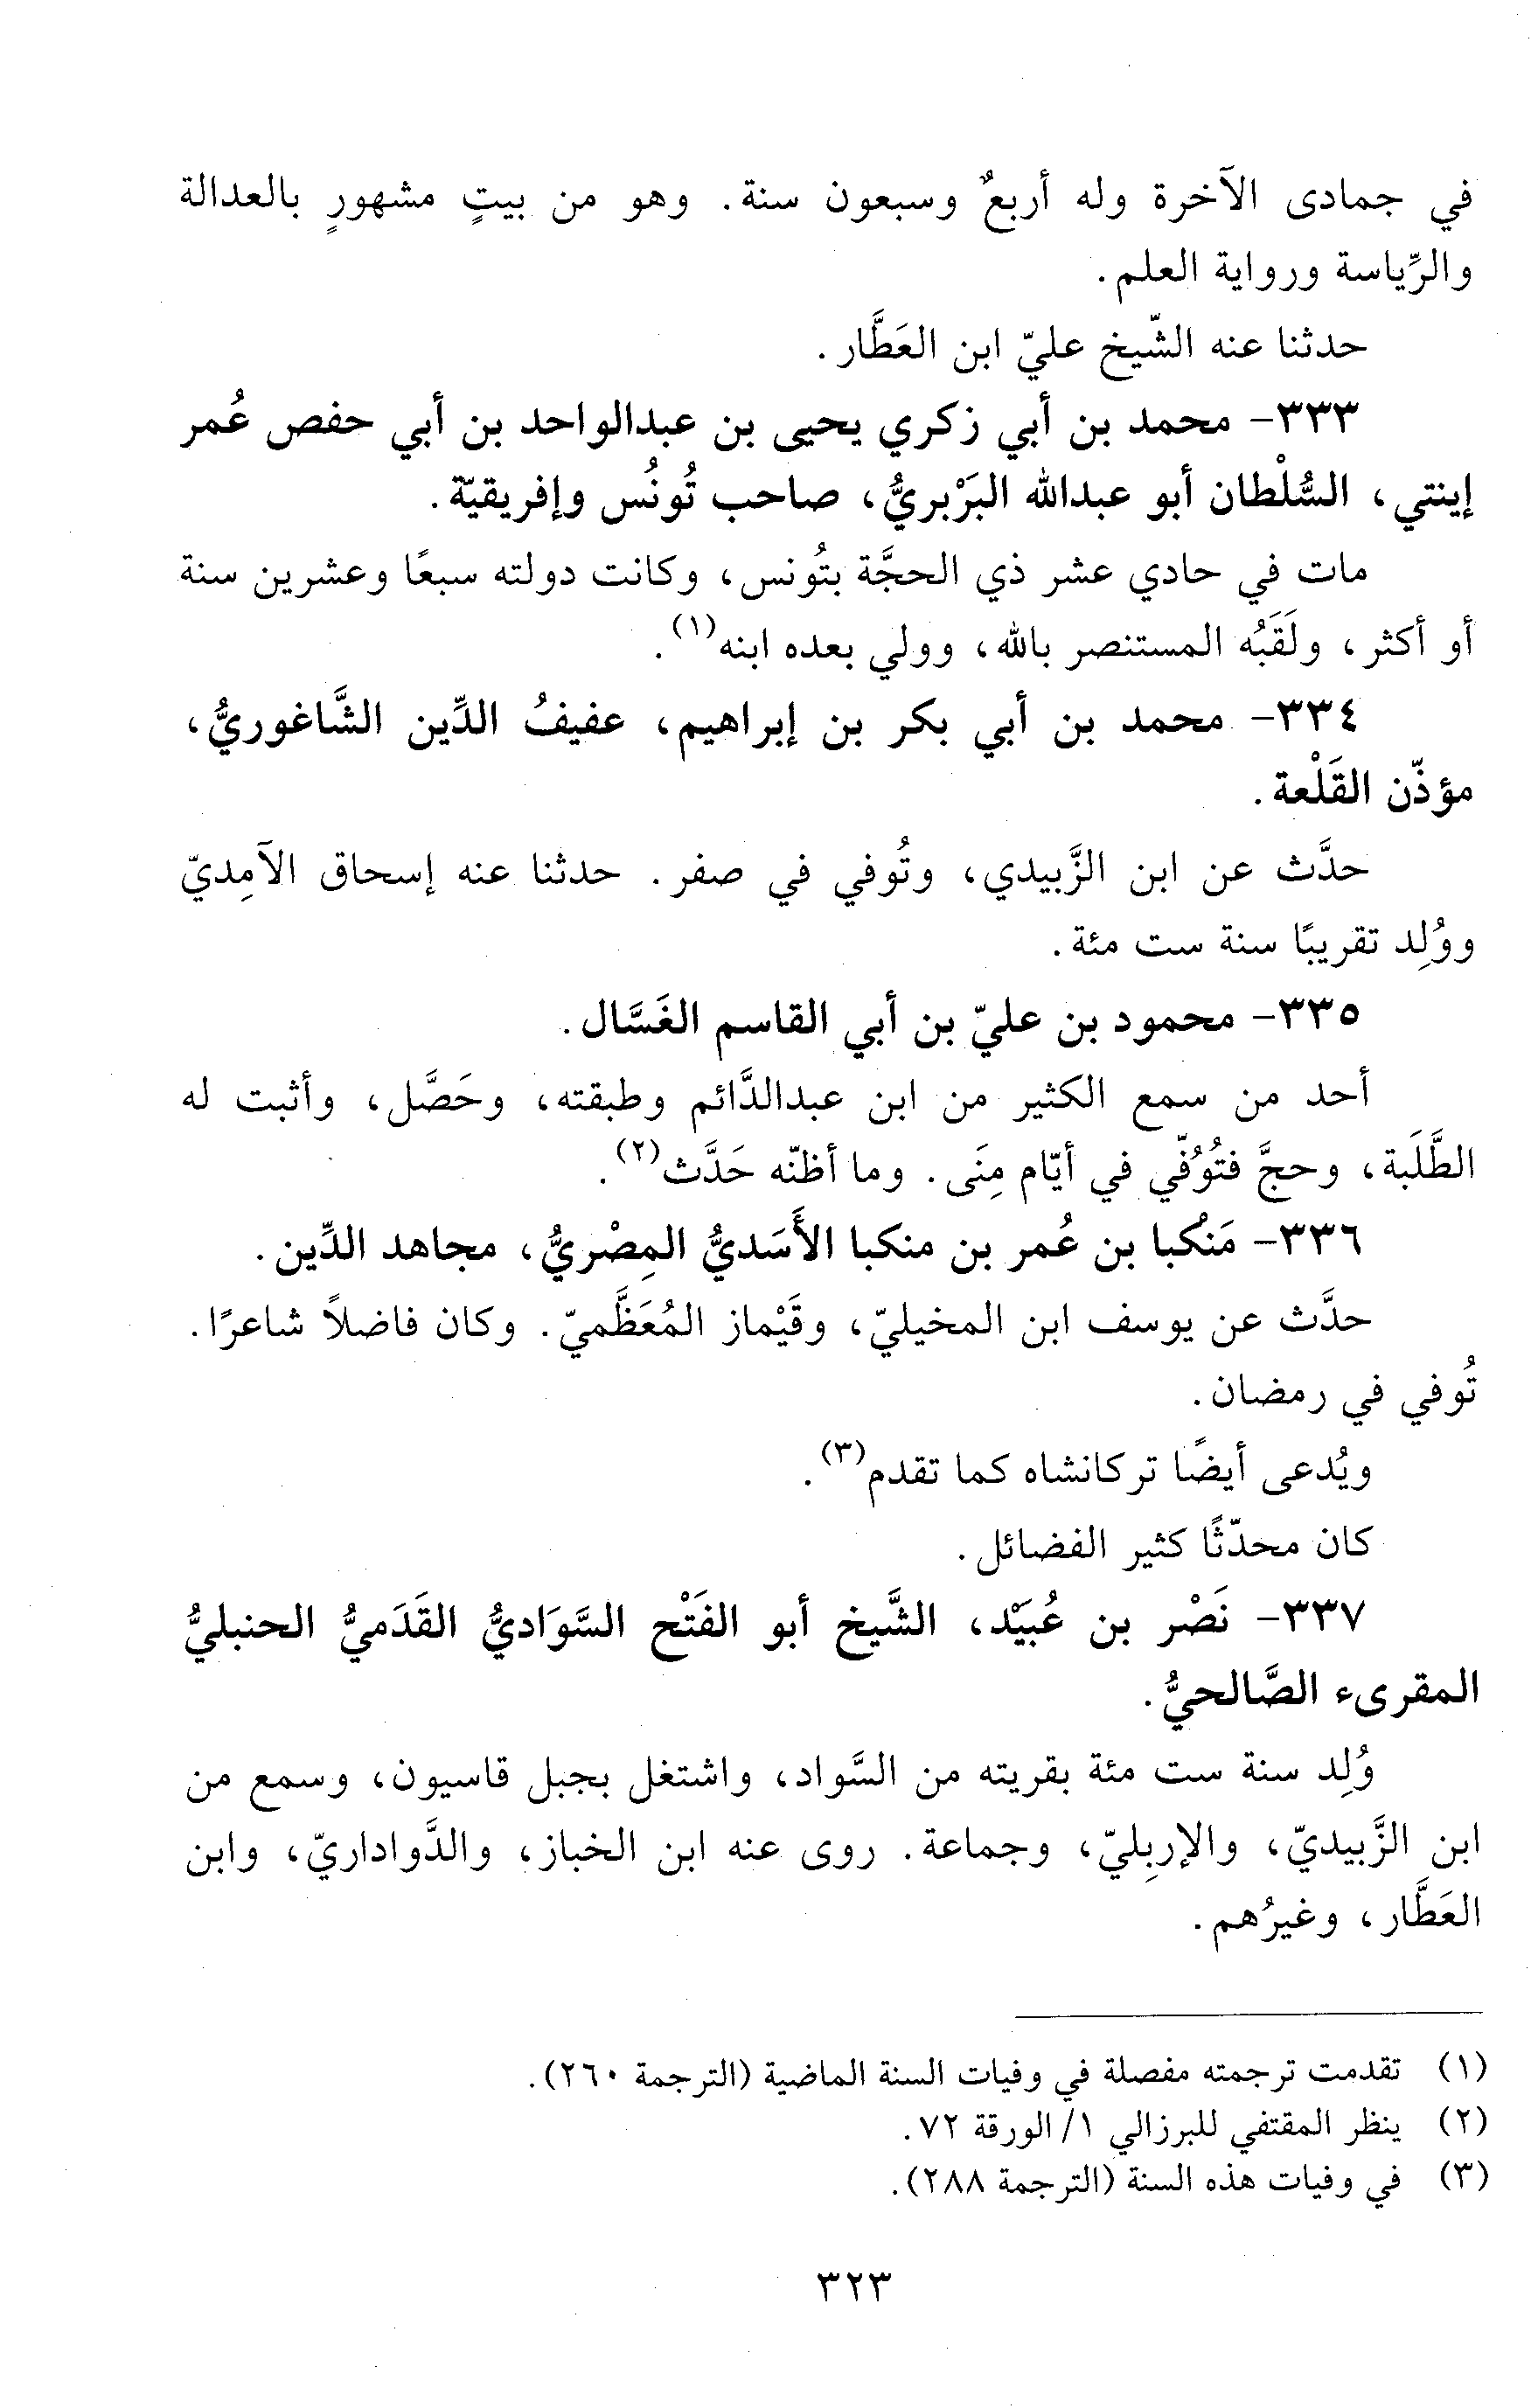 في جمادى الآخرة وله أربعٌ وسبعون سنة. وهو من بيتٍ مشهورٍ بالعدالة
والرِّياسة ورواية العلم.
حدثنا عنه الشّيخ عليّ ابن العَطَّار.
٣٣٣- محمد بن أبي زكري يحيى بن عبدالواحد بن أبي حفص عُمر
إينتي، السُّلْطان أبو عبدالله البَرْبريُّ، صاحب تُونُس وإفريقيّة.
مات في حادي عشر ذي الحجَّة بتُونس، وكانت دولته سبعًا وعشرين سنة
أو أكثر، ولَقَبُه المستنصر بالله، وولي بعده ابنه(١).
٣٣٤- محمد بن أبي بكر بن إبراهيم، عفيفُ الدِّين الشَّاغوريُّ،
مؤذّن القَلْعة.
حدَّث عن ابن الزَّبيدي، وتُوفي في صفر. حدثنا عنه إسحاق الآمِديّ
ووُلِد تقريبًا سنة ست مئة.
٣٣٥- محمود بن عليّ بن أبي القاسم الغَسَّال.
أحد من سمع الكثير من ابن عبدالدَّائم وطبقته، وحَصَّل، وأثبت له
الطَّلَبة، وحجَّ فتُوُفّي في أيّام مِنَى. وما أظنّه حَدَّث(٢).
٣٣٦- مَنْكُبا بن عُمر بن منكبا الأَسَديُّ المِصْريُّ، مجاهد الدِّين.
حدَّث عن يوسف ابن المخيليّ، وقَيْماز المُعَظَّميّ. وكان فاضلاً شاعرًا.
تُوفي في رمضان.
ويُدعى أيضًا تركانشاه كما تقدم(٣).
كان محدّثًا كثير الفضائل.
٣٣٧- نَصْر بن عُبَيْد، الشَّيخ أبو الفَتْح السَّوَاديُّ القَدَميُّ الحنبليُّ
المقرىء الصَّالحيُّ.
وُلِد سنة ست مئة بقريته من السَّواد، واشتغل بجبل قاسيون، وسمع من
ابن الزَّبيديّ، والإربِليّ، وجماعة. روى عنه ابن الخباز، والدَّواداريّ، وابن
العَطَّار، وغيرُهم.
(١) تقدمت ترجمته مفصلة في وفيات السنة الماضية (الترجمة ٢٦٠).
(٢) ينظر المقتفي للبرزالي ١/ الورقة ٧٢.
(٣) في وفيات هذه السنة (الترجمة ٢٨٨).
٣٢٣